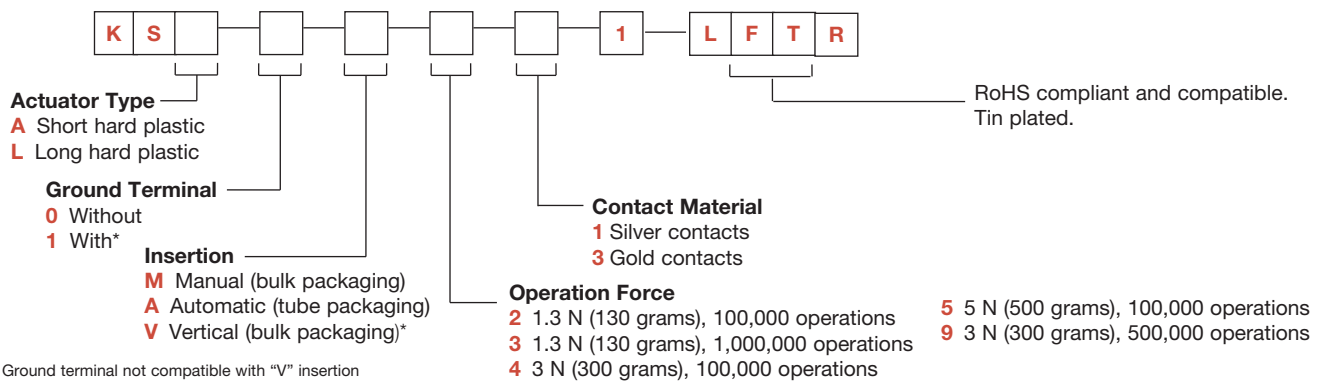 K S 1 L F T R
Actuator Type
A Short hard plastic
L Long hard plastic
RoHS compliant and compatible.
Tin plated.
Ground Terminal
0 Without
1 With*
Insertion
M Manual (bulk packaging)
A Automatic (tube packaging)
V Vertical (bulk packaging)*
Contact Material
1 Silver contacts
3 Gold contacts
Operation Force
2 1.3 N (130 grams), 100,000 operations
3 1.3 N (130 grams), 1,000,000 operations
4 3 N (300 grams), 100,000 operations
5 5 N (500 grams), 100,000 operations
9 3 N (300 grams), 500,000 operations
Ground terminal not compatible with “V” insertion